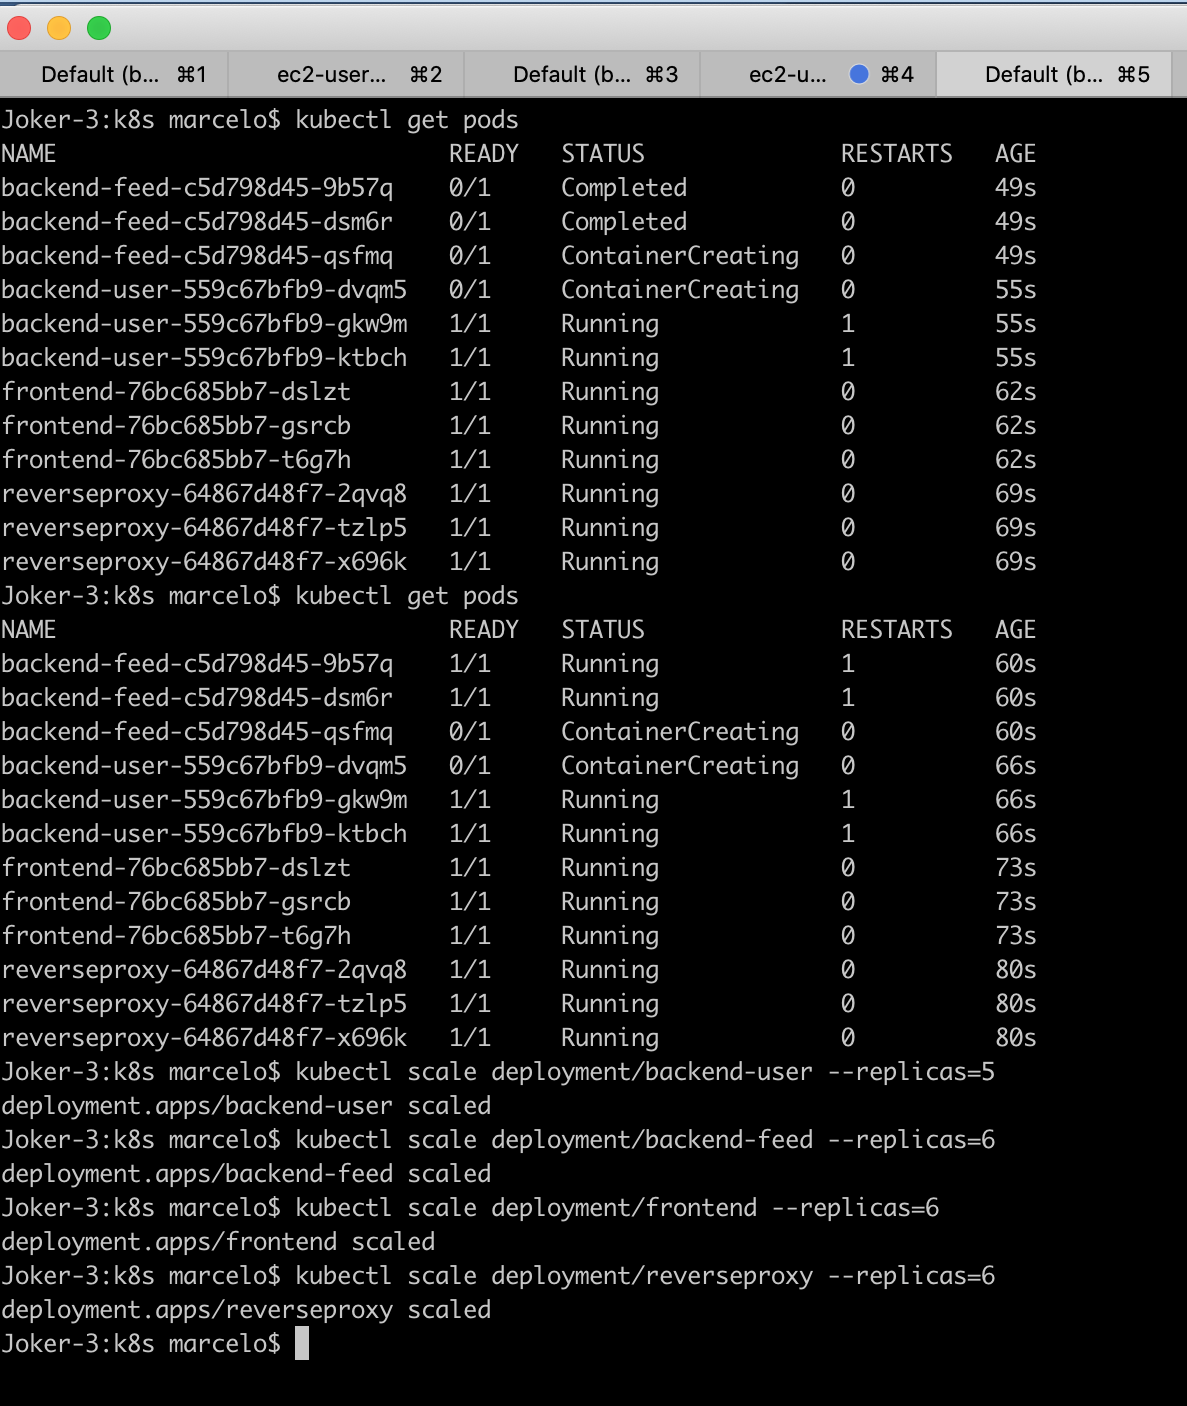 Default (b... ⌘1 ec2-user... ⌘2 Default (b... ⌘3 ec2-u... ⌘4 Default (b... ⌘5
Joker-3:k8s marcelo$ kubectl get pods
NAME READY STATUS RESTARTS AGE
backend-feed-c5d798d45-9b57q 0/1 Completed 0 49s
backend-feed-c5d798d45-dsm6r 0/1 Completed 0 49s
backend-feed-c5d798d45-qsfmq 0/1 ContainerCreating 0 49s
backend-user-559c67bfb9-dvqm5 0/1 ContainerCreating 0 55s
backend-user-559c67bfb9-gkw9m 1/1 Running 1 55s
backend-user-559c67bfb9-ktbch 1/1 Running 1 55s
frontend-76bc685bb7-dslzt 1/1 Running 0 62s
frontend-76bc685bb7-gsrcb 1/1 Running 0 62s
frontend-76bc685bb7-t6g7h 1/1 Running 0 62s
reverseproxy-64867d48f7-2qvq8 1/1 Running 0 69s
reverseproxy-64867d48f7-tzlp5 1/1 Running 0 69s
reverseproxy-64867d48f7-x696k 1/1 Running 0 69s
Joker-3:k8s marcelo$ kubectl get pods
NAME READY STATUS RESTARTS AGE
backend-feed-c5d798d45-9b57q 1/1 Running 1 60s
backend-feed-c5d798d45-dsm6r 1/1 Running 1 60s
backend-feed-c5d798d45-qsfmq 0/1 ContainerCreating 0 60s
backend-user-559c67bfb9-dvqm5 0/1 ContainerCreating 0 66s
backend-user-559c67bfb9-gkw9m 1/1 Running 1 66s
backend-user-559c67bfb9-ktbch 1/1 Running 1 66s
frontend-76bc685bb7-dslzt 1/1 Running 0 73s
frontend-76bc685bb7-gsrcb 1/1 Running 0 73s
frontend-76bc685bb7-t6g7h 1/1 Running 0 73s
reverseproxy-64867d48f7-2qvq8 1/1 Running 0 80s
reverseproxy-64867d48f7-tzlp5 1/1 Running 0 80s
reverseproxy-64867d48f7-x696k 1/1 Running 0 80s
Joker-3:k8s marcelo$ kubectl scale deployment/backend-user --replicas=5
deployment.apps/backend-user scaled
Joker-3:k8s marcelo$ kubectl scale deployment/backend-feed --replicas=6
deployment.apps/backend-feed scaled
Joker-3:k8s marcelo$ kubectl scale deployment/frontend --replicas=6
deployment.apps/frontend scaled
Joker-3:k8s marcelo$ kubectl scale deployment/reverseproxy --replicas=6
deployment.apps/reverseproxy scaled
Joker-3:k8s marcelo$